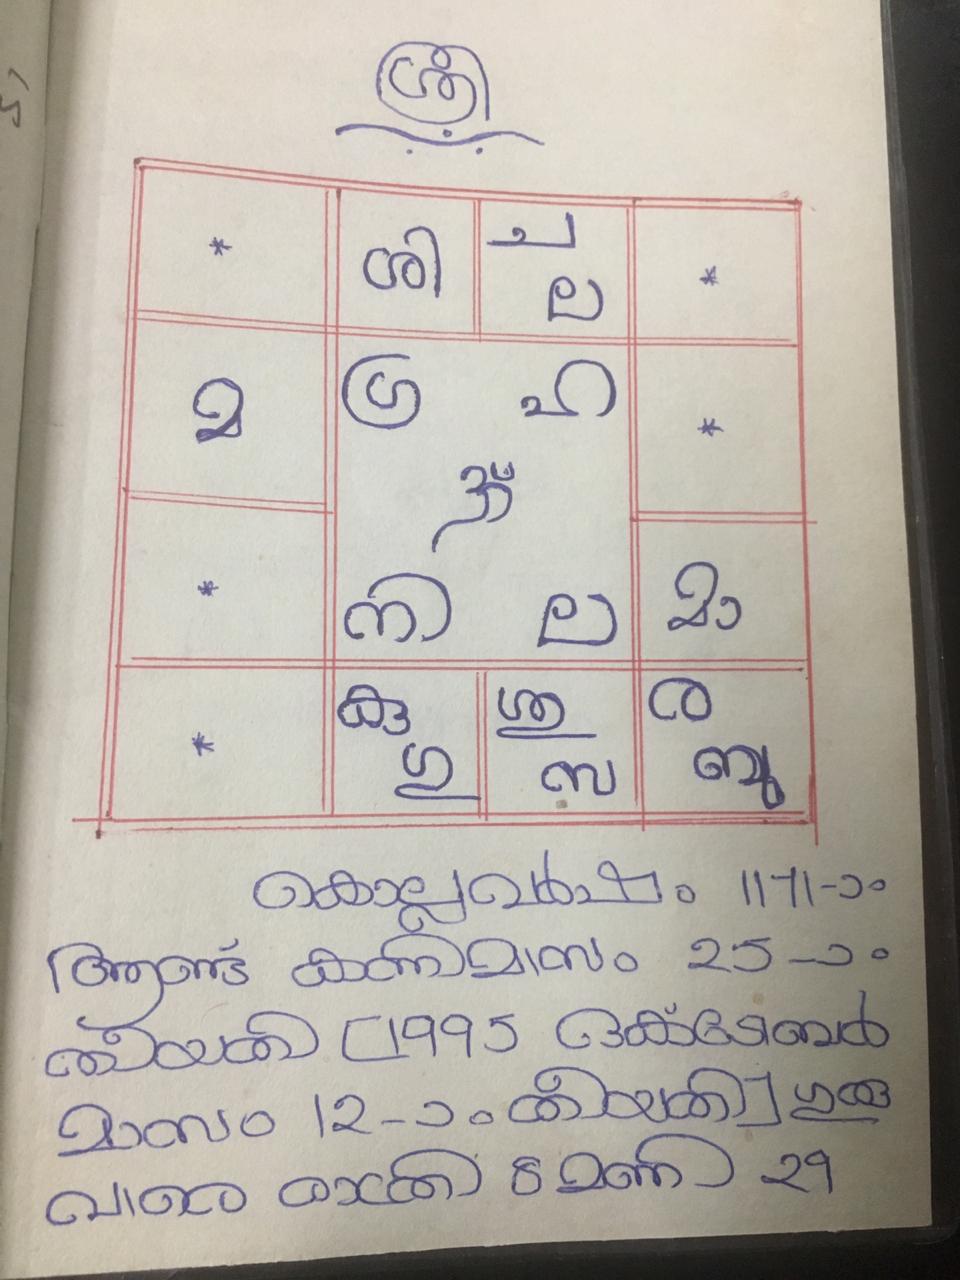 ശ്രീ
* ശി ല *
മ ഗ്ര ഹ *
നി ല മാ
* കു ഗു ശു സ ര ബു
കൊല്ലവർഷം 1171-ാം
ആണ്ട് കന്നിമാസം 25-ാം
തീയതി [1995 ഒക്ടോബർ
മാസം 12-ാം തീയതി] ഗുരു
വാരെ രാത്രി 8 മണി 29